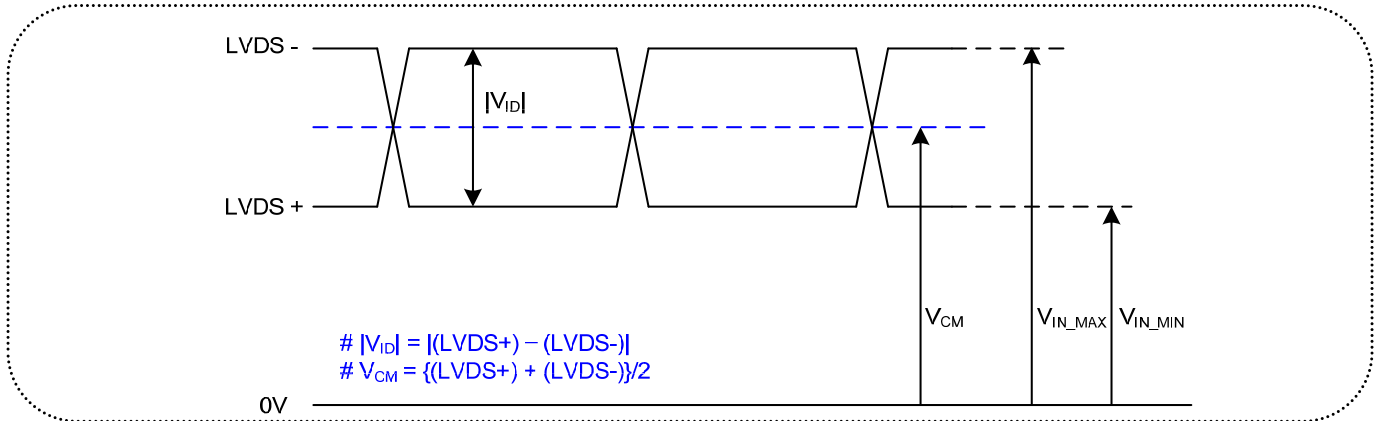 LVDS -
|VID|
LVDS +
VCM
VIN_MAX
VIN_MIN
# |VID| = |(LVDS+) – (LVDS-)|
# VCM = {(LVDS+) + (LVDS-)}/2
0V